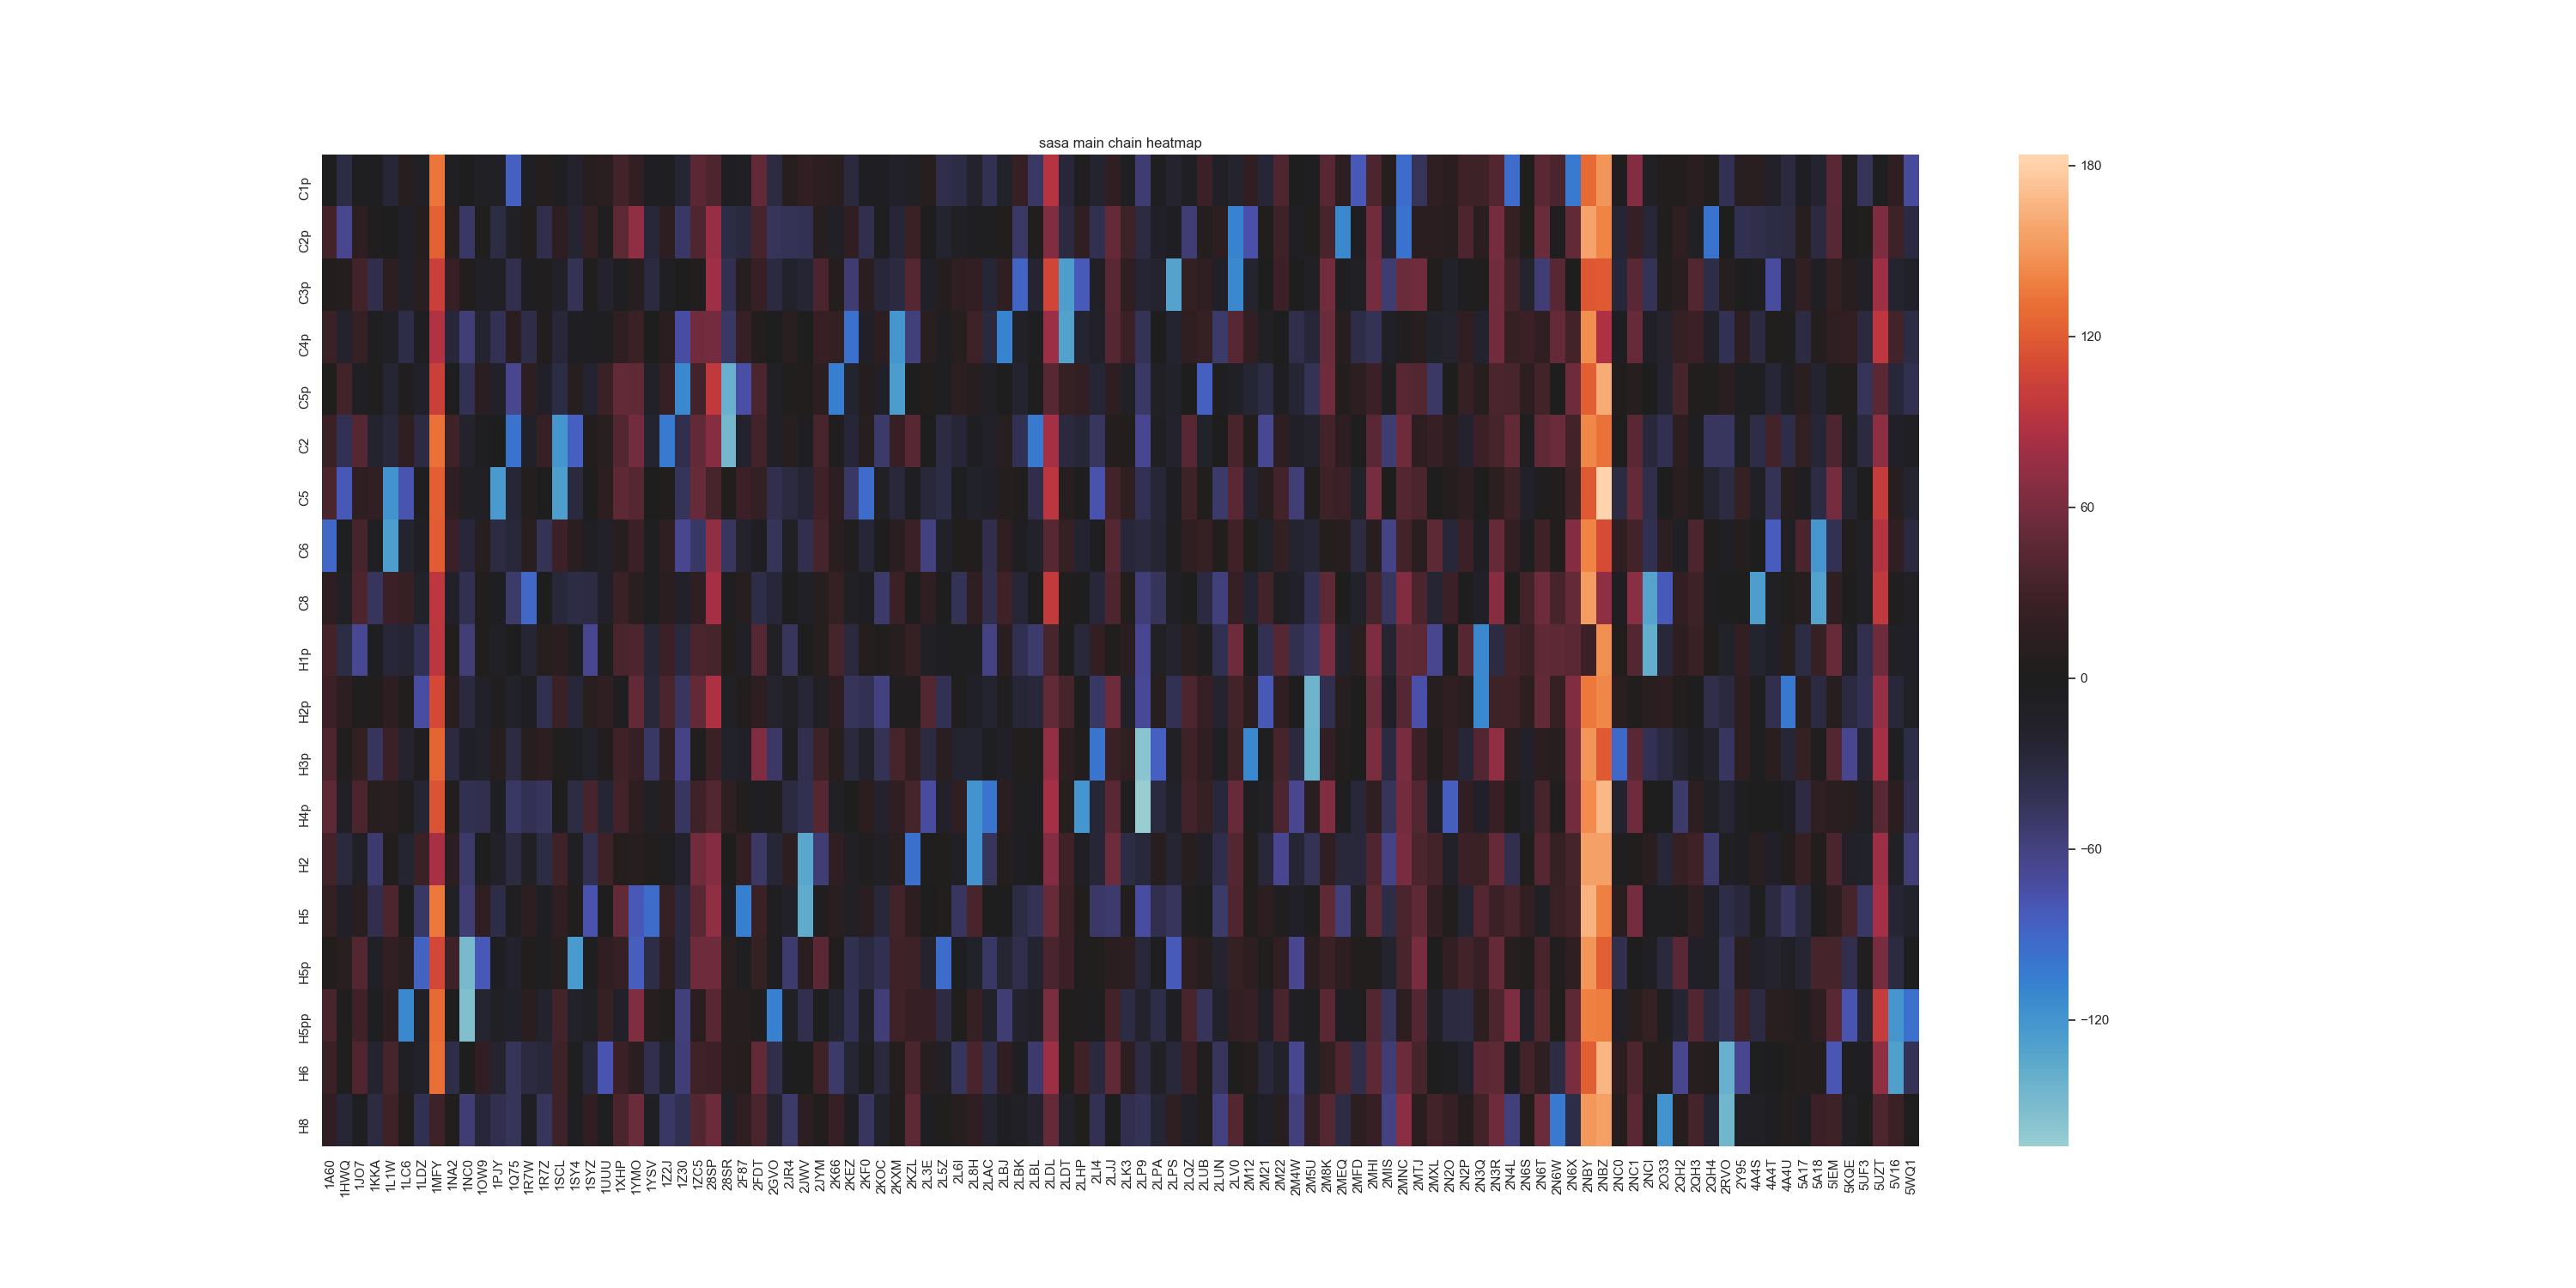 sasa main chain heatmap
C1p
C2p
C3p
C4p
C5p
C2
C5
C6
C8
H1p
H2p
H3p
H4p
H2
H5
H5p
H5pp
H6
H8
180
120
60
0
−60
−120
1A60
1HWQ
1JO7
1KKA
1L1W
1LC6
1LDZ
1MFY
1NA2
1NC0
1OW9
1PJY
1Q75
1R7W
1R7Z
1SCL
1SY4
1SYZ
1UUU
1XHP
1YMO
1YSV
1Z2J
1Z30
1ZC5
28SP
28SR
2F87
2FDT
2GVO
2JR4
2JWV
2JYM
2K66
2KEZ
2KF0
2KOC
2KXM
2KZL
2L3E
2L5Z
2L6I
2L8H
2LAC
2LBJ
2LBK
2LBL
2LDL
2LDT
2LHP
2LI4
2LJJ
2LK3
2LP9
2LPA
2LPS
2LQZ
2LUB
2LUN
2LV0
2M12
2M21
2M22
2M4W
2M5U
2M8K
2MEQ
2MFD
2MHI
2MIS
2MNC
2MTJ
2MXL
2N2O
2N2P
2N3Q
2N3R
2N4L
2N6S
2N6T
2N6W
2N6X
2NBY
2NBZ
2NC0
2NC1
2NCI
2O33
2QH2
2QH3
2QH4
2RVO
2Y95
4A4S
4A4T
4A4U
5A17
5A18
5IEM
5KQE
5UF3
5UZT
5V16
5WQ1